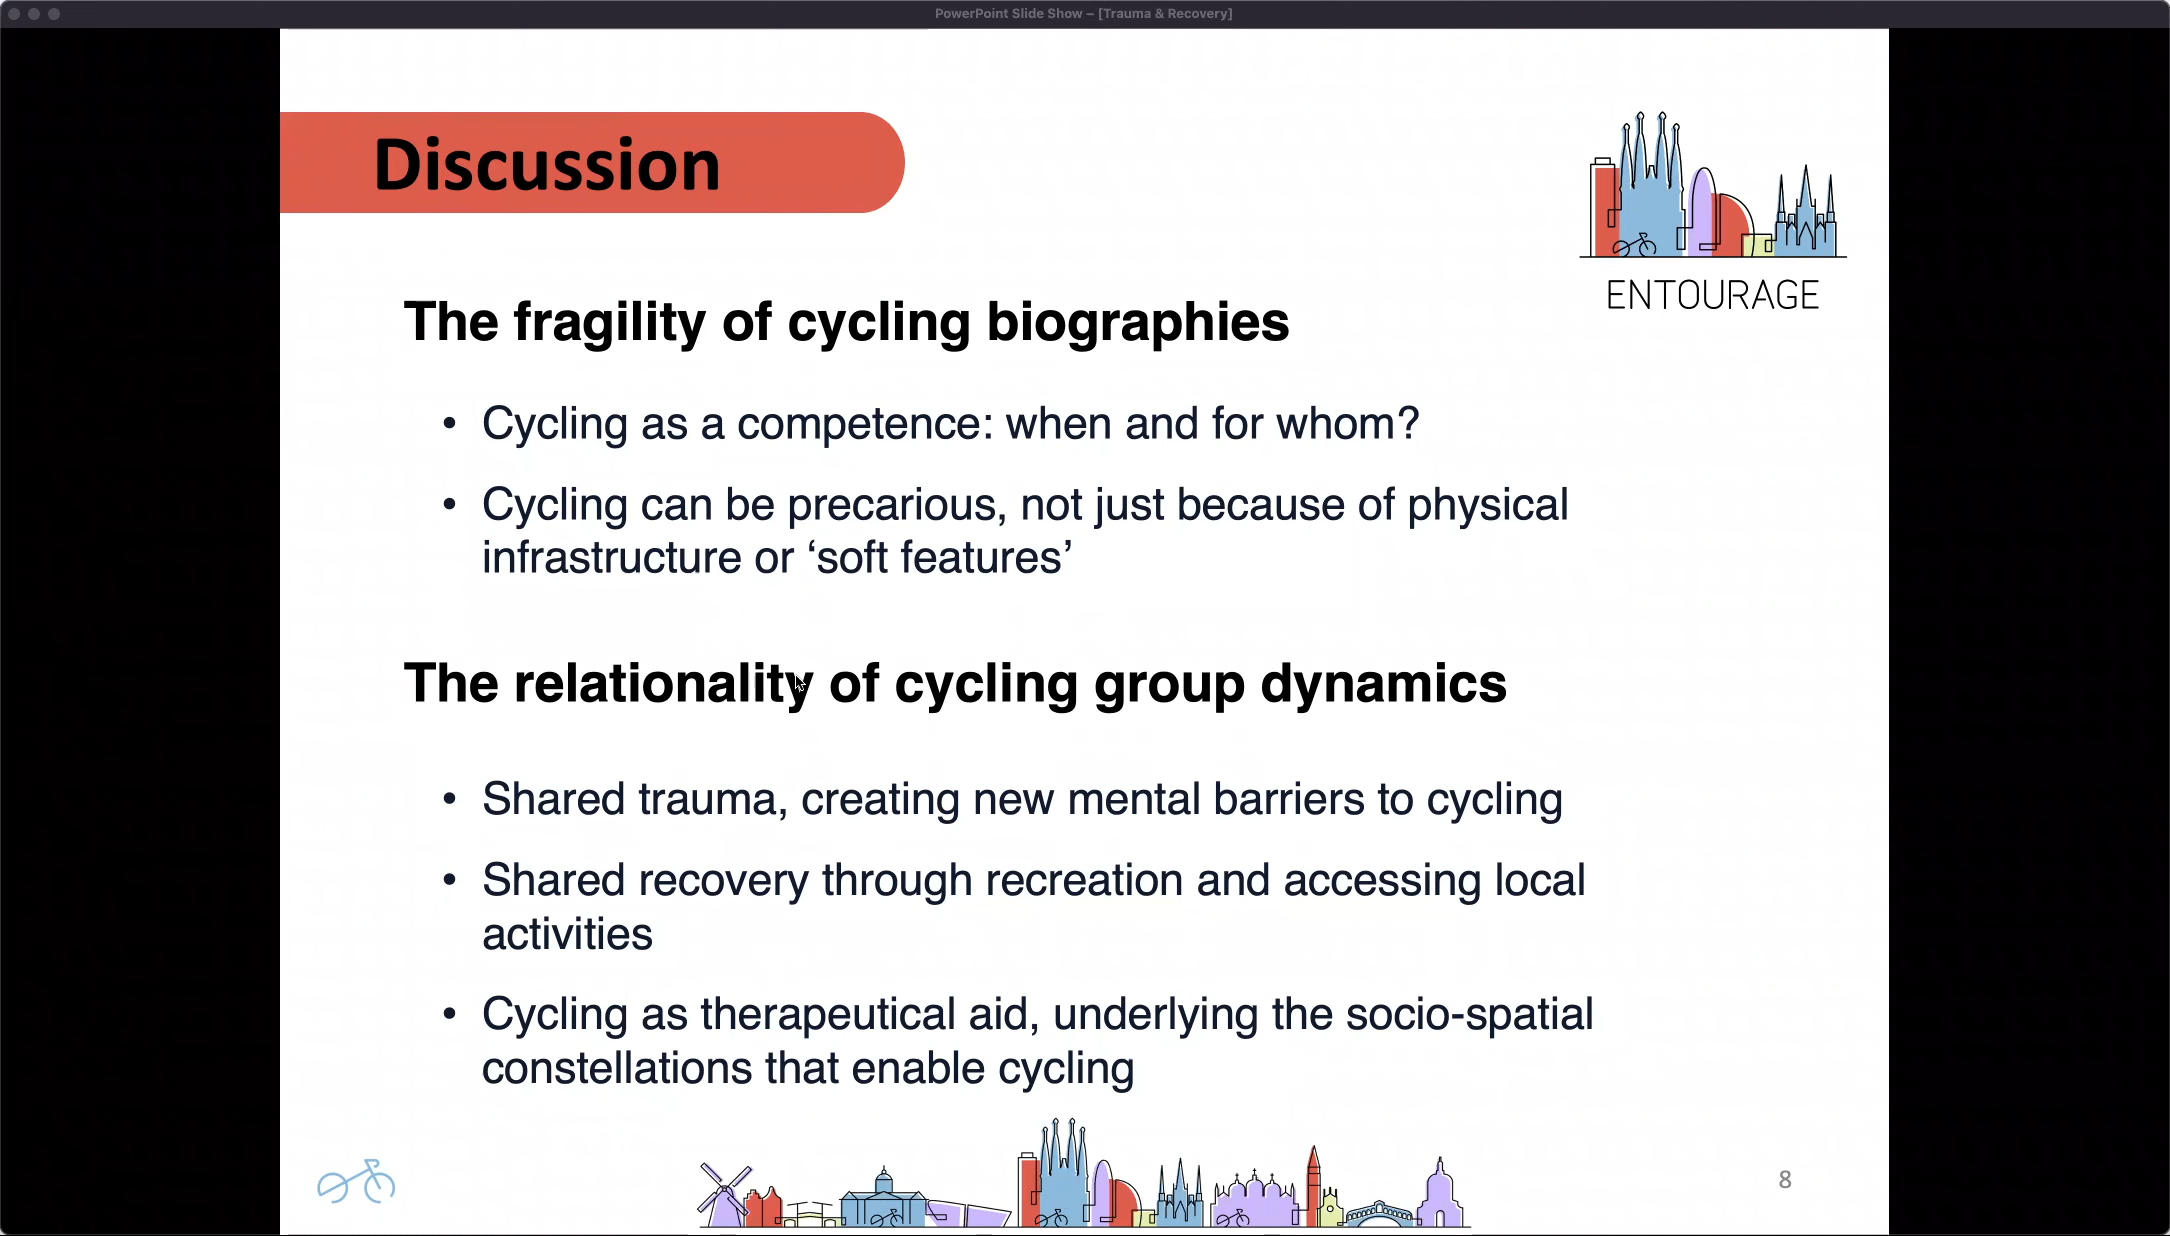 PowerPoint Slide Show – [Trauma & Recovery]
Discussion
ENTOURAGE
The fragility of cycling biographies
• Cycling as a competence: when and for whom?
• Cycling can be precarious, not just because of physical
infrastructure or ‘soft features’
The relationality of cycling group dynamics
• Shared trauma, creating new mental barriers to cycling
• Shared recovery through recreation and accessing local
activities
• Cycling as therapeutical aid, underlying the socio-spatial
constellations that enable cycling
8